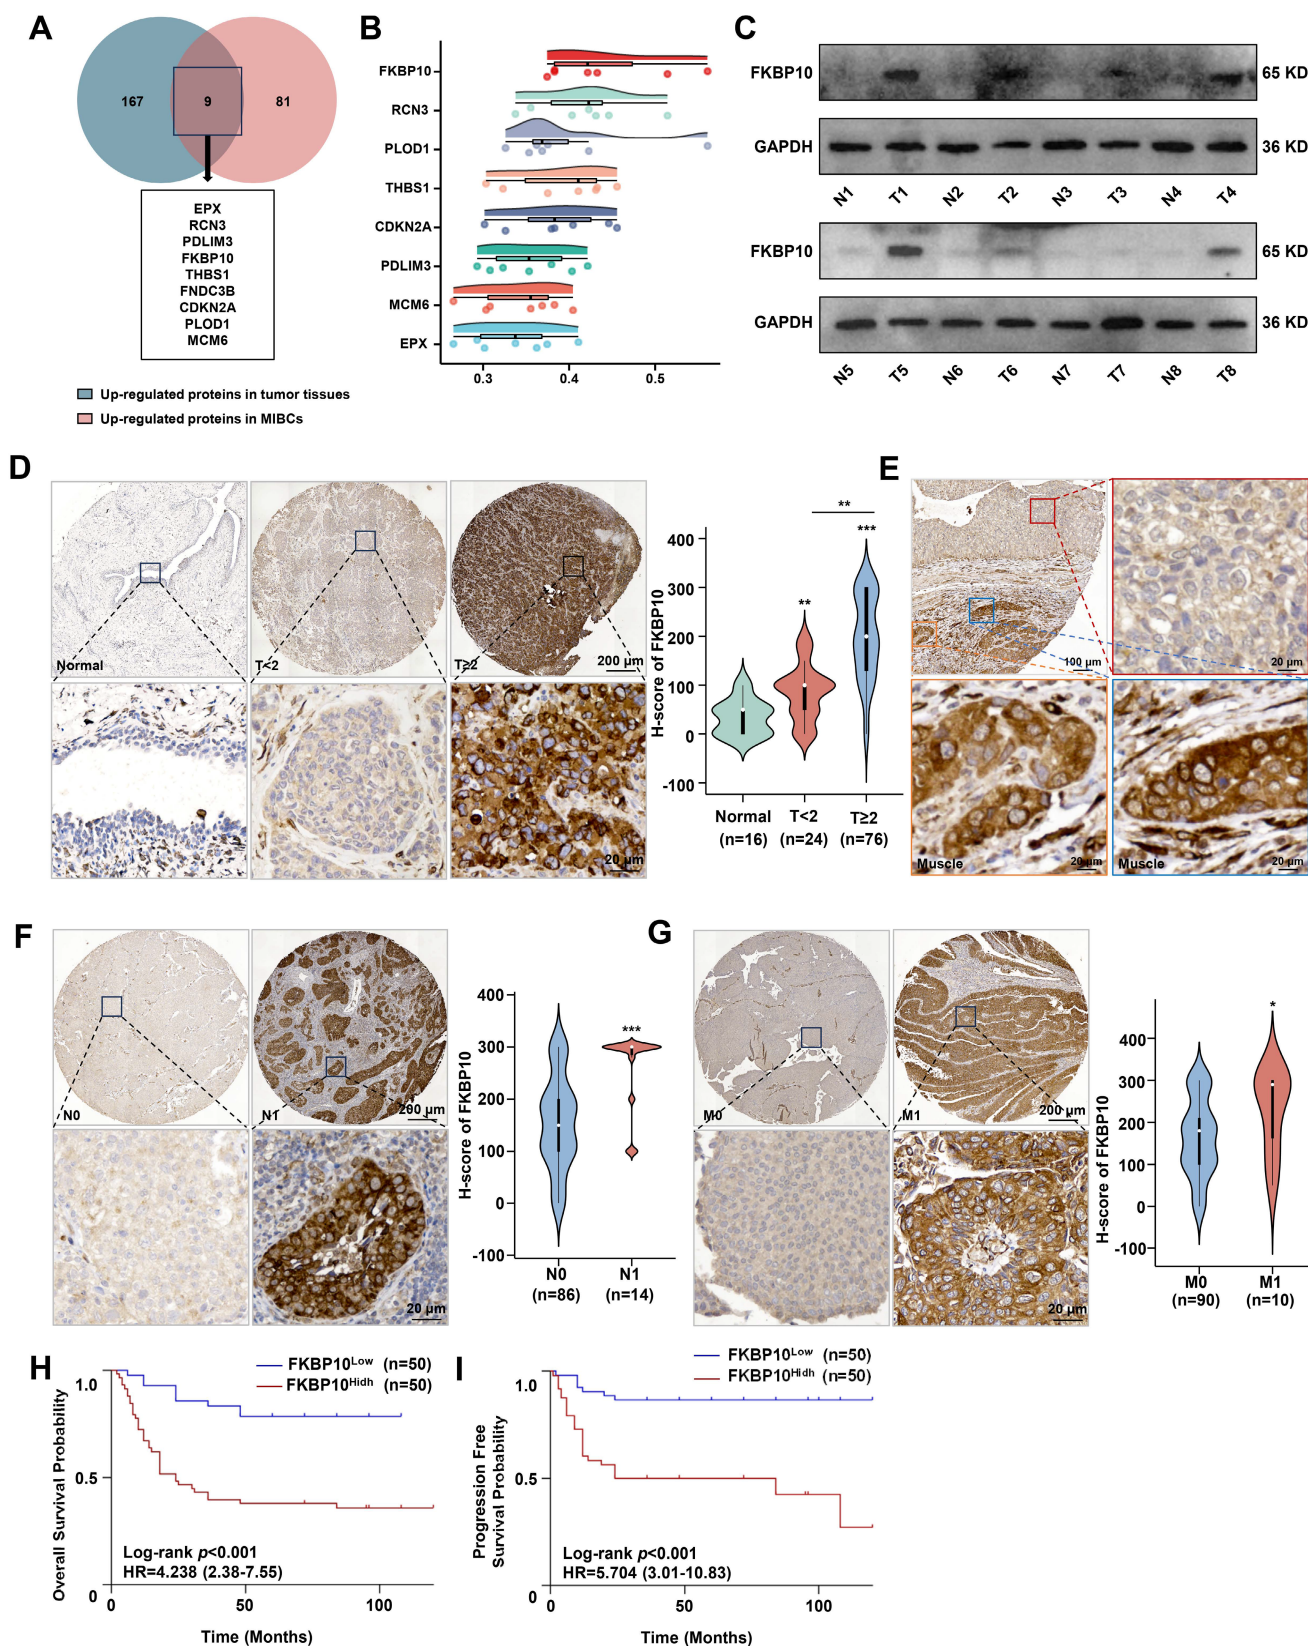 A
167
9
81
EPX
RCN3
PDLIM3
FKBP10
THBS1
FNDC3B
CDKN2A
PLOD1
MCM6
Up-regulated proteins in tumor tissues
Up-regulated proteins in MIBCs
B
FKBP10
RCN3
PLOD1
THBS1
CDKN2A
PDLIM3
MCM6
EPX
0.3 0.4 0.5
C
FKBP10 65 KD
GAPDH 36 KD
N1 T1 N2 T2 N3 T3 N4 T4
FKBP10 65 KD
GAPDH 36 KD
N5 T5 N6 T6 N7 T7 N8 T8
D
Normal
T<2
T≥2
200 μm
20 μm
H-score of FKBP10
400
300
200
100
0
-100
**
***
**
Normal T<2 T≥2
(n=16) (n=24) (n=76)
E
100 μm
20 μm
Muscle
20 μm
Muscle
20 μm
F
N0
N1
200 μm
20 μm
H-score of FKBP10
400
300
200
100
0
-100
***
N0 N1
(n=86) (n=14)
G
M0
M1
200 μm
20 μm
H-score of FKBP10
400
300
200
100
0
-100
*
M0 M1
(n=90) (n=10)
H
FKBP10Low (n=50)
FKBP10Hidh (n=50)
Overall Survival Probability
1.0
0.5
0
Log-rank p<0.001
HR=4.238 (2.38-7.55)
0 50 100
Time (Months)
I
FKBP10Low (n=50)
FKBP10Hidh (n=50)
Progression Free
Survival Probability
1.0
0.5
0
Log-rank p<0.001
HR=5.704 (3.01-10.83)
0 50 100
Time (Months)